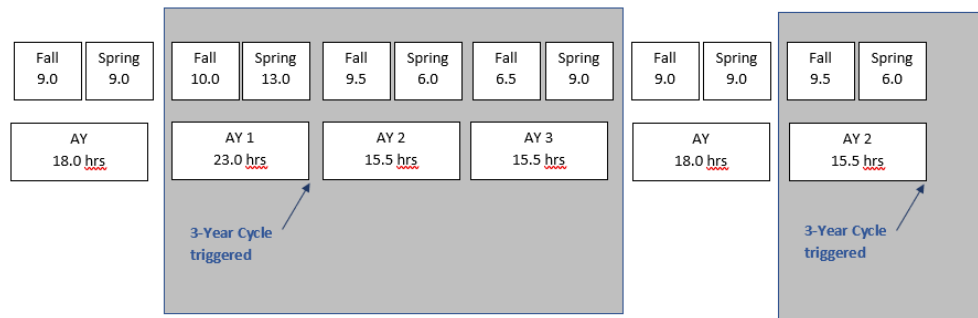 Fall Spring Fall Spring Fall Spring Fall Spring Fall Spring Fall Spring
9.0 9.0 10.0 13.0 9.5 6.0 6.5 9.0 9.0 9.0 9.5 6.0
AY AY 1 AY 2 AY 3 AY AY 2
18.0 hrs 23.0 hrs 15.5 hrs 15.5 hrs 18.0 hrs 15.5 hrs
3-Year Cycle
triggered
3-Year Cycle
triggered